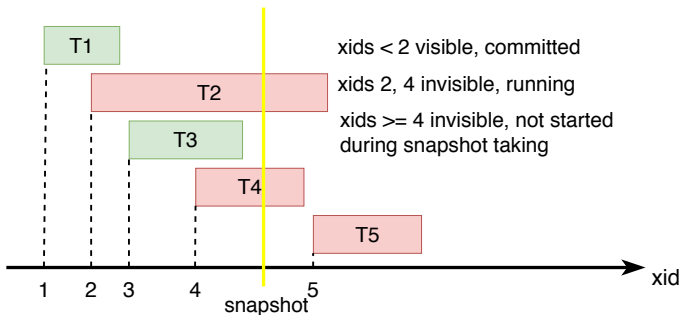 T1
xids < 2 visible, committed
T2
xids 2, 4 invisible, running
T3
xids >= 4 invisible, not started
during snapshot taking
T4
T5
1 2 3 4 5
xid
snapshot